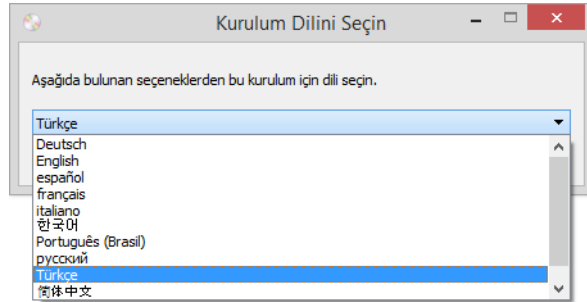 Kurulum Dilini Seçin
Aşağıda bulunan seçeneklerden bu kurulum için dili seçin.
Türkçe
Deutsch
English
español
français
italiano
한국어
Português (Brasil)
русский
Türkçe
简体中文